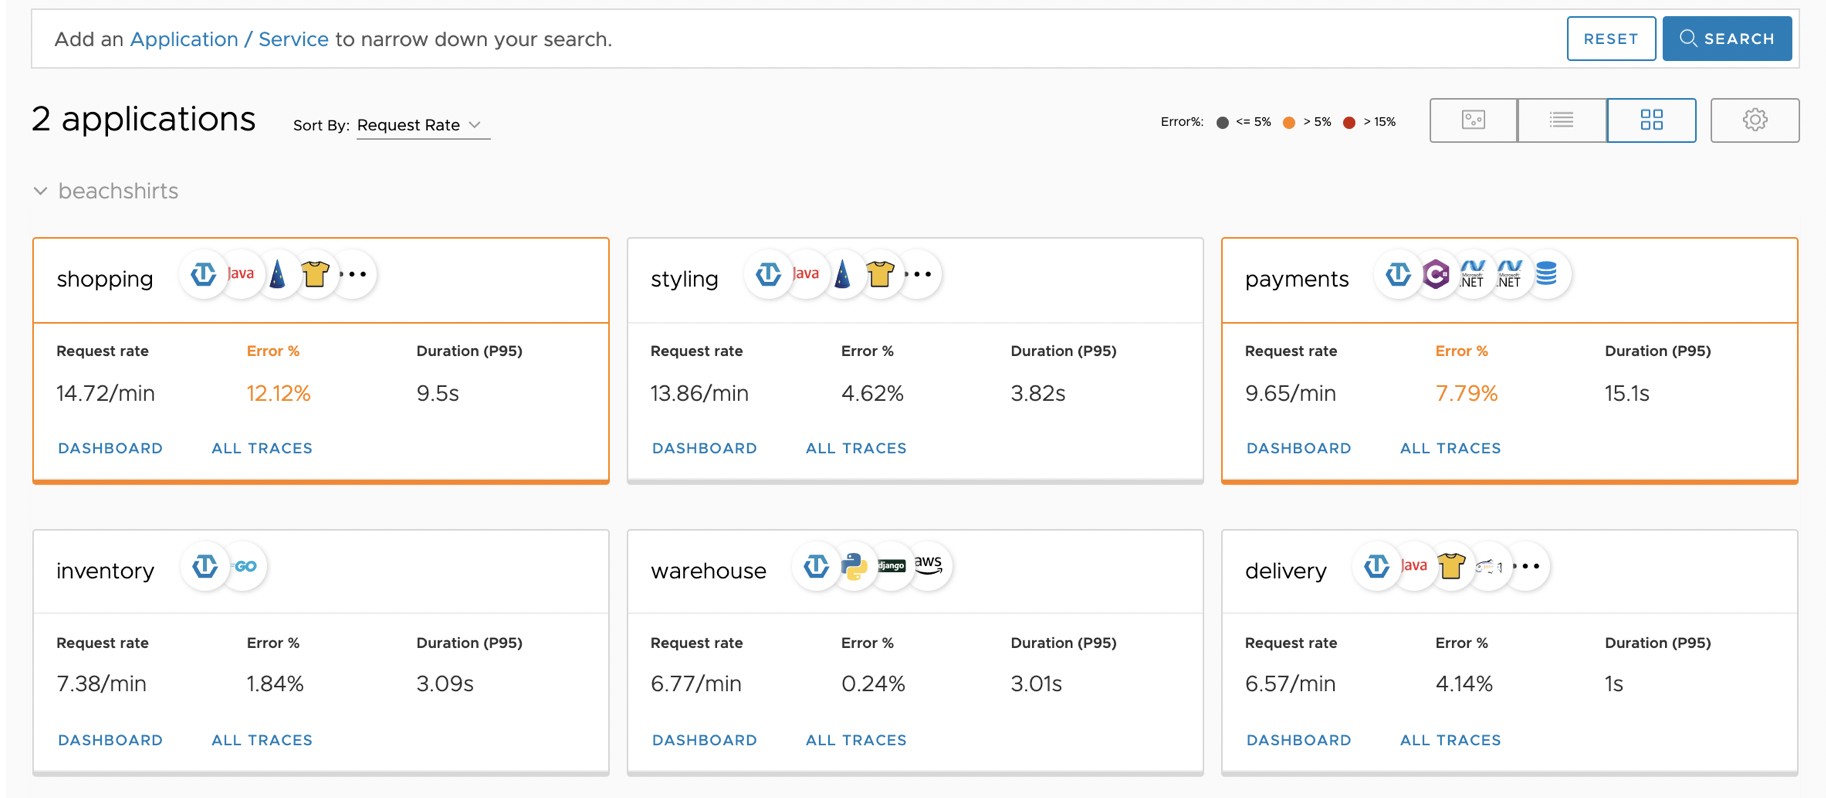 Add an Application / Service to narrow down your search.
RESET
SEARCH
2 applications
Sort By: Request Rate
Error%: <= 5% > 5% > 15%
beachshirts
shopping
Java
...
styling
Java
...
payments
C
Microsoft
.NET
Microsoft
.NET
Request rate Error % Duration (P95)
14.72/min 12.12% 9.5s
DASHBOARD ALL TRACES
Request rate Error % Duration (P95)
13.86/min 4.62% 3.82s
DASHBOARD ALL TRACES
Request rate Error % Duration (P95)
9.65/min 7.79% 15.1s
DASHBOARD ALL TRACES
inventory
GO
warehouse
django
aws
delivery
Java
...
Request rate Error % Duration (P95)
7.38/min 1.84% 3.09s
DASHBOARD ALL TRACES
Request rate Error % Duration (P95)
6.77/min 0.24% 3.01s
DASHBOARD ALL TRACES
Request rate Error % Duration (P95)
6.57/min 4.14% 1s
DASHBOARD ALL TRACES